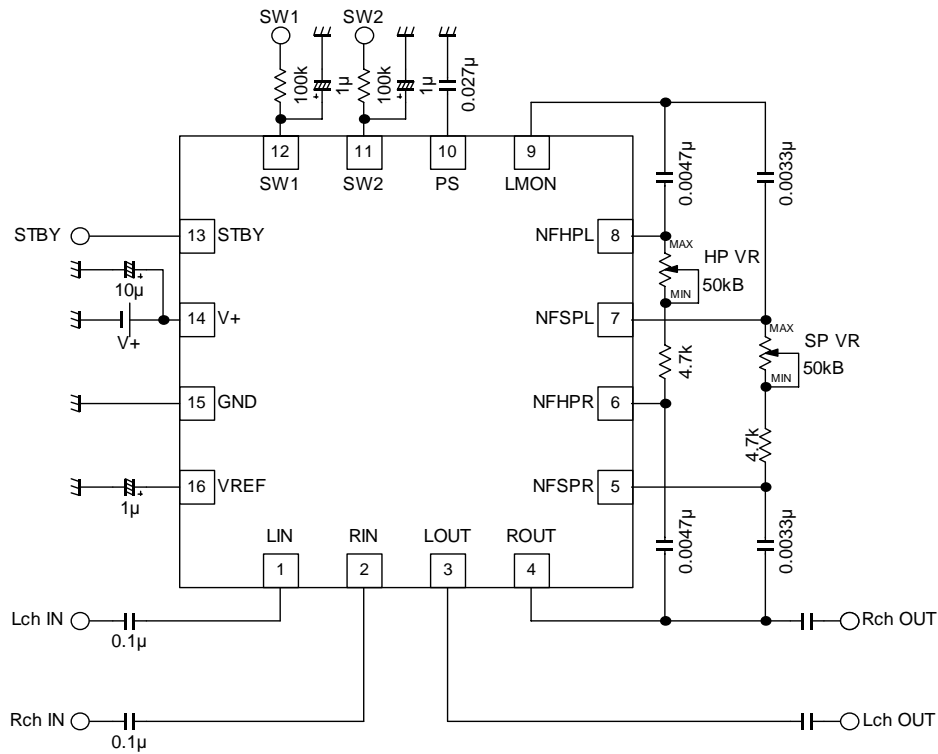 SW1
SW2
100k
1µ
100k
1µ
0.027µ
12
11
10
9
SW1
SW2
PS
LMON
0.0047µ
0.0033µ
STBY
13
STBY
NFHPL
8
MAX
HP VR
50kB
MIN
10µ
14
V+
V+
NFSPL
7
MAX
SP VR
50kB
MIN
4.7k
15
GND
NFHPR
6
4.7k
16
VREF
1µ
NFSPR
5
0.0047µ
0.0033µ
LIN
RIN
LOUT
ROUT
1
2
3
4
Lch IN
0.1µ
Rch OUT
Rch IN
0.1µ
Lch OUT
+
+
+
+